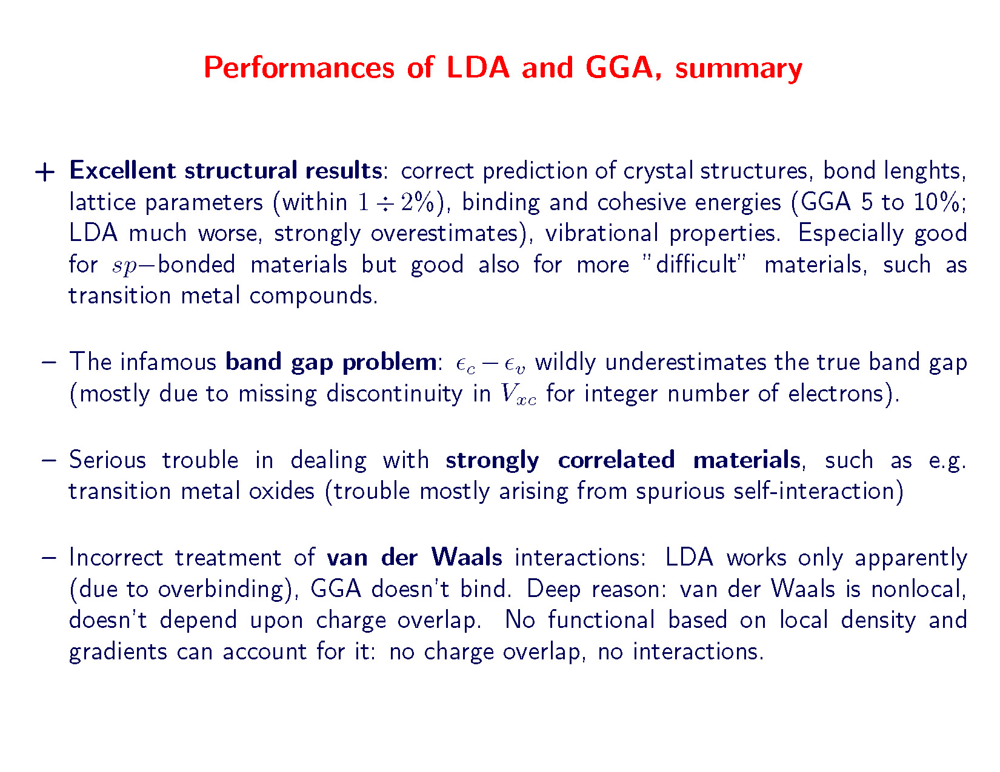 Performances of LDA and GGA, summary
+ Excellent structural results: correct prediction of crystal structures, bond lenghts,
lattice parameters (within 1 ÷ 2%), binding and cohesive energies (GGA 5 to 10%;
LDA much worse, strongly overestimates), vibrational properties. Especially good
for sp−bonded materials but good also for more ”difficult” materials, such as
transition metal compounds.
– The infamous band gap problem: ϵc − ϵv wildly underestimates the true band gap
(mostly due to missing discontinuity in Vxc for integer number of electrons).
– Serious trouble in dealing with strongly correlated materials, such as e.g.
transition metal oxides (trouble mostly arising from spurious self-interaction)
– Incorrect treatment of van der Waals interactions: LDA works only apparently
(due to overbinding), GGA doesn't bind. Deep reason: van der Waals is nonlocal,
doesn't depend upon charge overlap. No functional based on local density and
gradients can account for it: no charge overlap, no interactions.